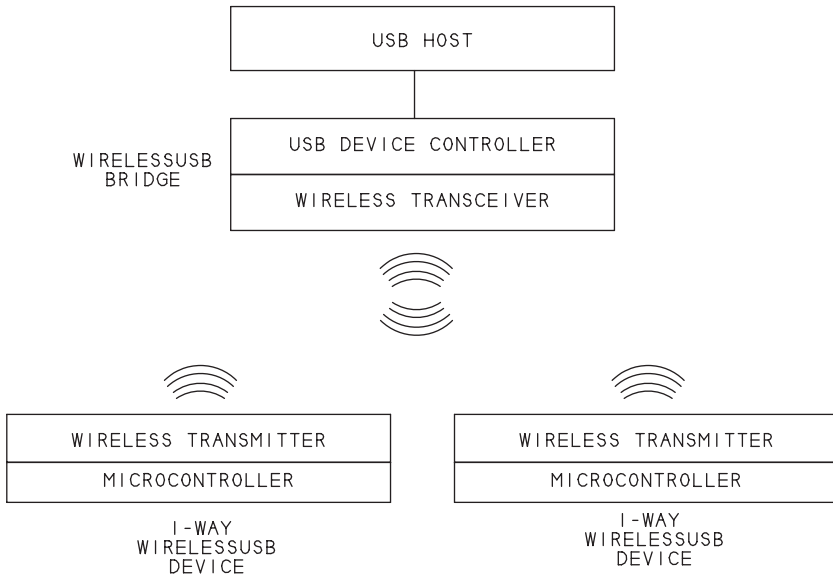 USB HOST
USB DEVICE CONTROLLER
WIRELESSUSB
BRIDGE
WIRELESS TRANSCEIVER
WIRELESS TRANSMITTER
MICROCONTROLLER
1-WAY
WIRELESSUSB
DEVICE
WIRELESS TRANSMITTER
MICROCONTROLLER
1-WAY
WIRELESSUSB
DEVICE